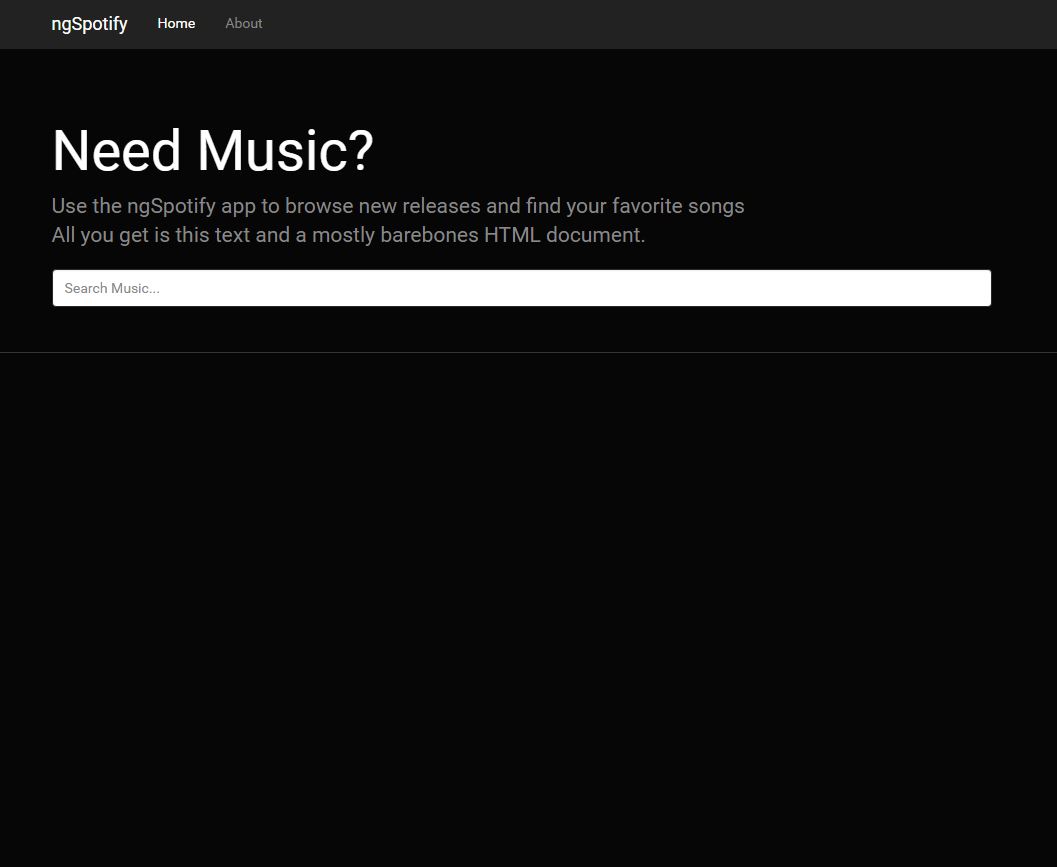 ngSpotify Home About
Need Music?
Use the ngSpotify app to browse new releases and find your favorite songs
All you get is this text and a mostly barebones HTML document.
Search Music...